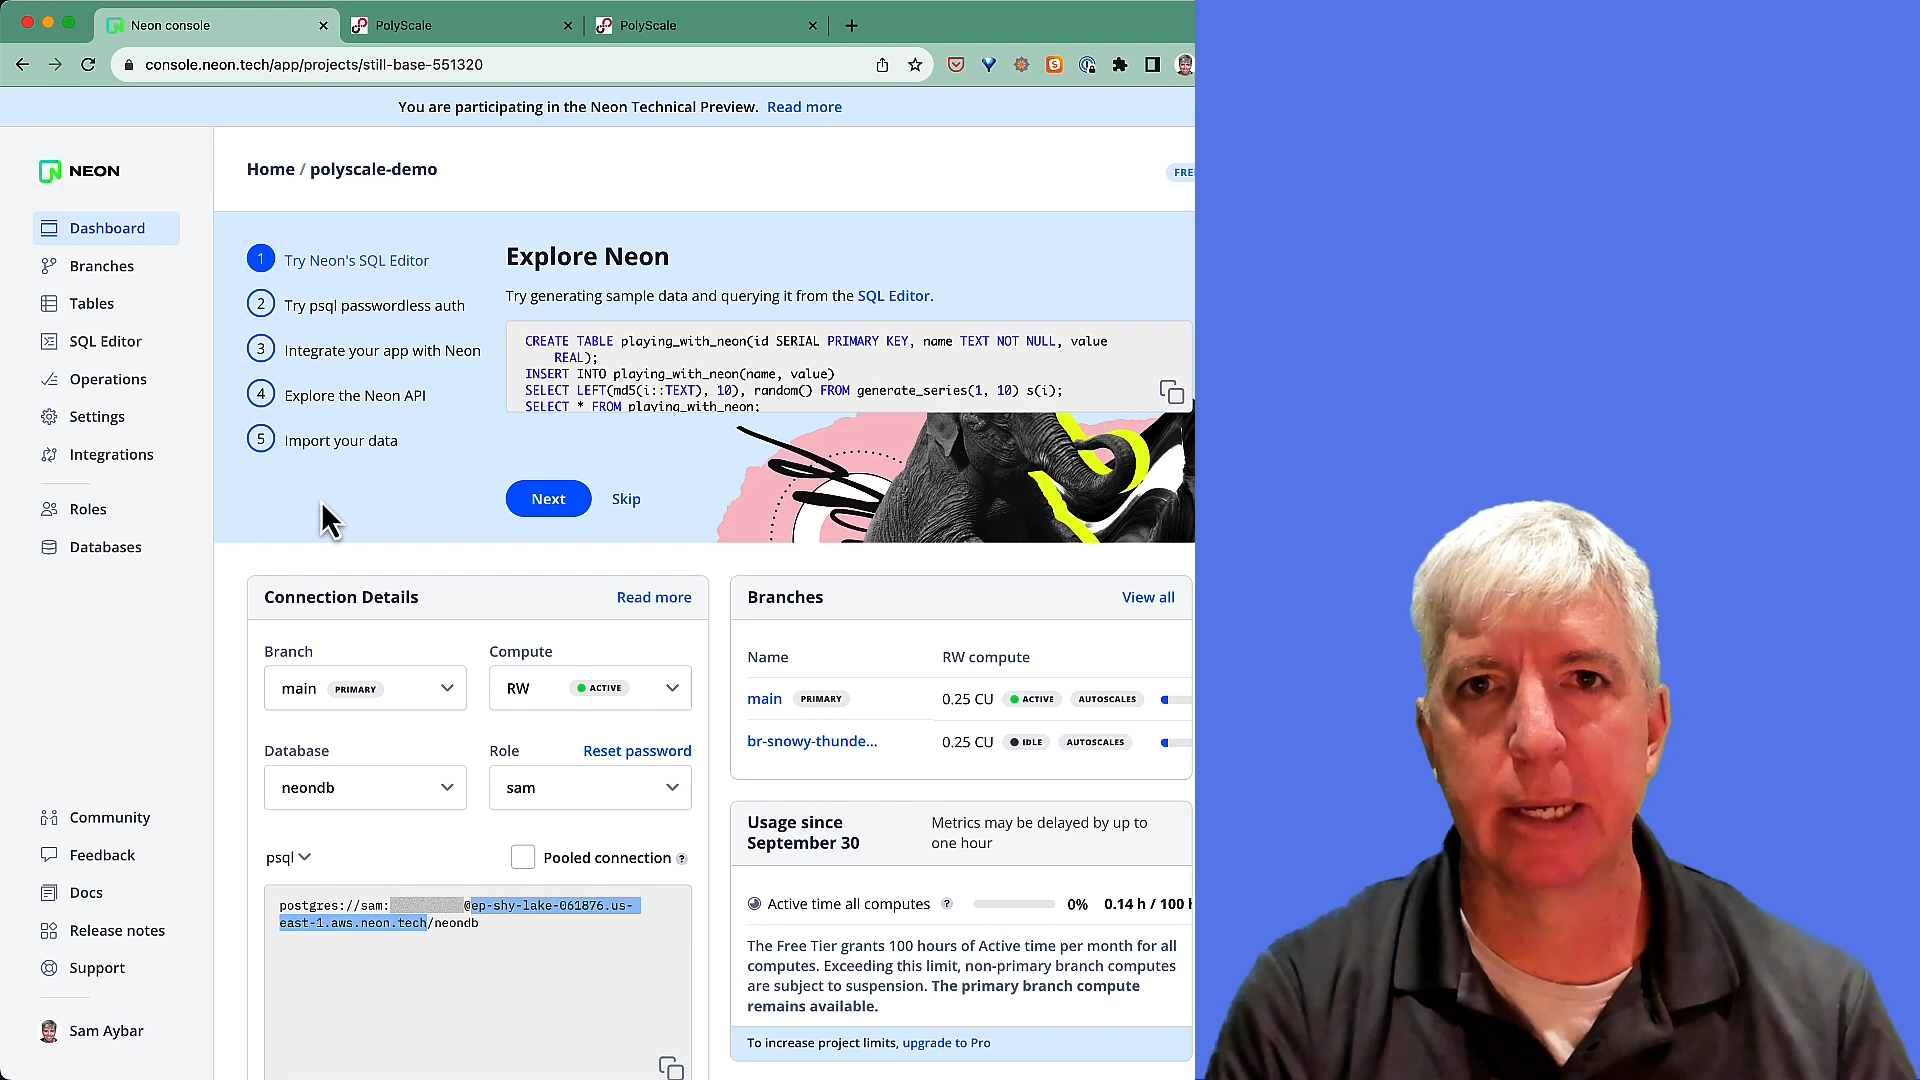 Neon console
PolyScale
PolyScale
console.neon.tech/app/projects/still-base-551320
You are participating in the Neon Technical Preview. Read more
NEON
Home / polyscale-demo
FRE
Dashboard
Branches
Tables
SQL Editor
Operations
Settings
Integrations
Roles
Databases
1 Try Neon's SQL Editor
2 Try psql passwordless auth
3 Integrate your app with Neon
4 Explore the Neon API
5 Import your data
Explore Neon
Try generating sample data and querying it from the SQL Editor.
CREATE TABLE playing_with_neon(id SERIAL PRIMARY KEY, name TEXT NOT NULL, value
REAL);
INSERT INTO playing_with_neon(name, value)
SELECT LEFT(md5(i::TEXT), 10), random() FROM generate_series(1, 10) s(i);
SELECT * FROM playing_with_neon;
Next Skip
Connection Details Read more
Branch Compute
main PRIMARY RW ACTIVE
Database Role Reset password
neondb sam
psql Pooled connection ?
postgres://sam: @ep-shy-lake-061876.us-
east-1.aws.neon.tech/neondb
Branches View all
Name RW compute
main PRIMARY 0.25 CU ACTIVE AUTOSCALES
br-snowy-thunde... 0.25 CU IDLE AUTOSCALES
Usage since
September 30
Metrics may be delayed by up to
one hour
Active time all computes ? 0% 0.14 h / 100 h
The Free Tier grants 100 hours of Active time per month for all
computes. Exceeding this limit, non-primary branch computes
are subject to suspension. The primary branch compute
remains available.
To increase project limits, upgrade to Pro
Community
Feedback
Docs
Release notes
Support
Sam Aybar